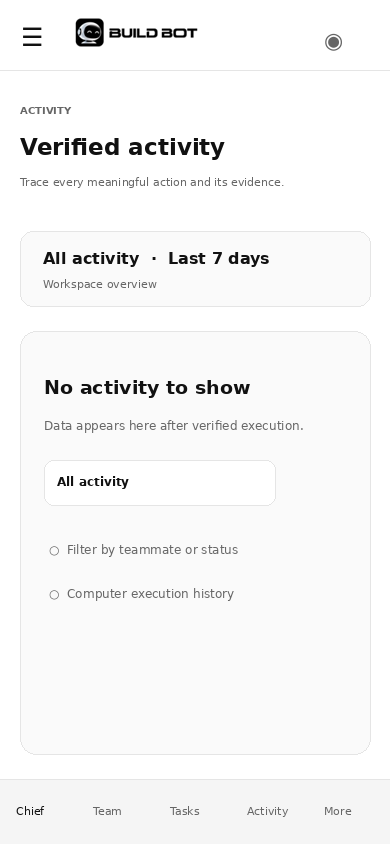 BUILD BOT
ACTIVITY
Verified activity
Trace every meaningful action and its evidence.
All activity · Last 7 days
Workspace overview
No activity to show
Data appears here after verified execution.
All activity
Filter by teammate or status
Computer execution history
Chief Team Tasks Activity More